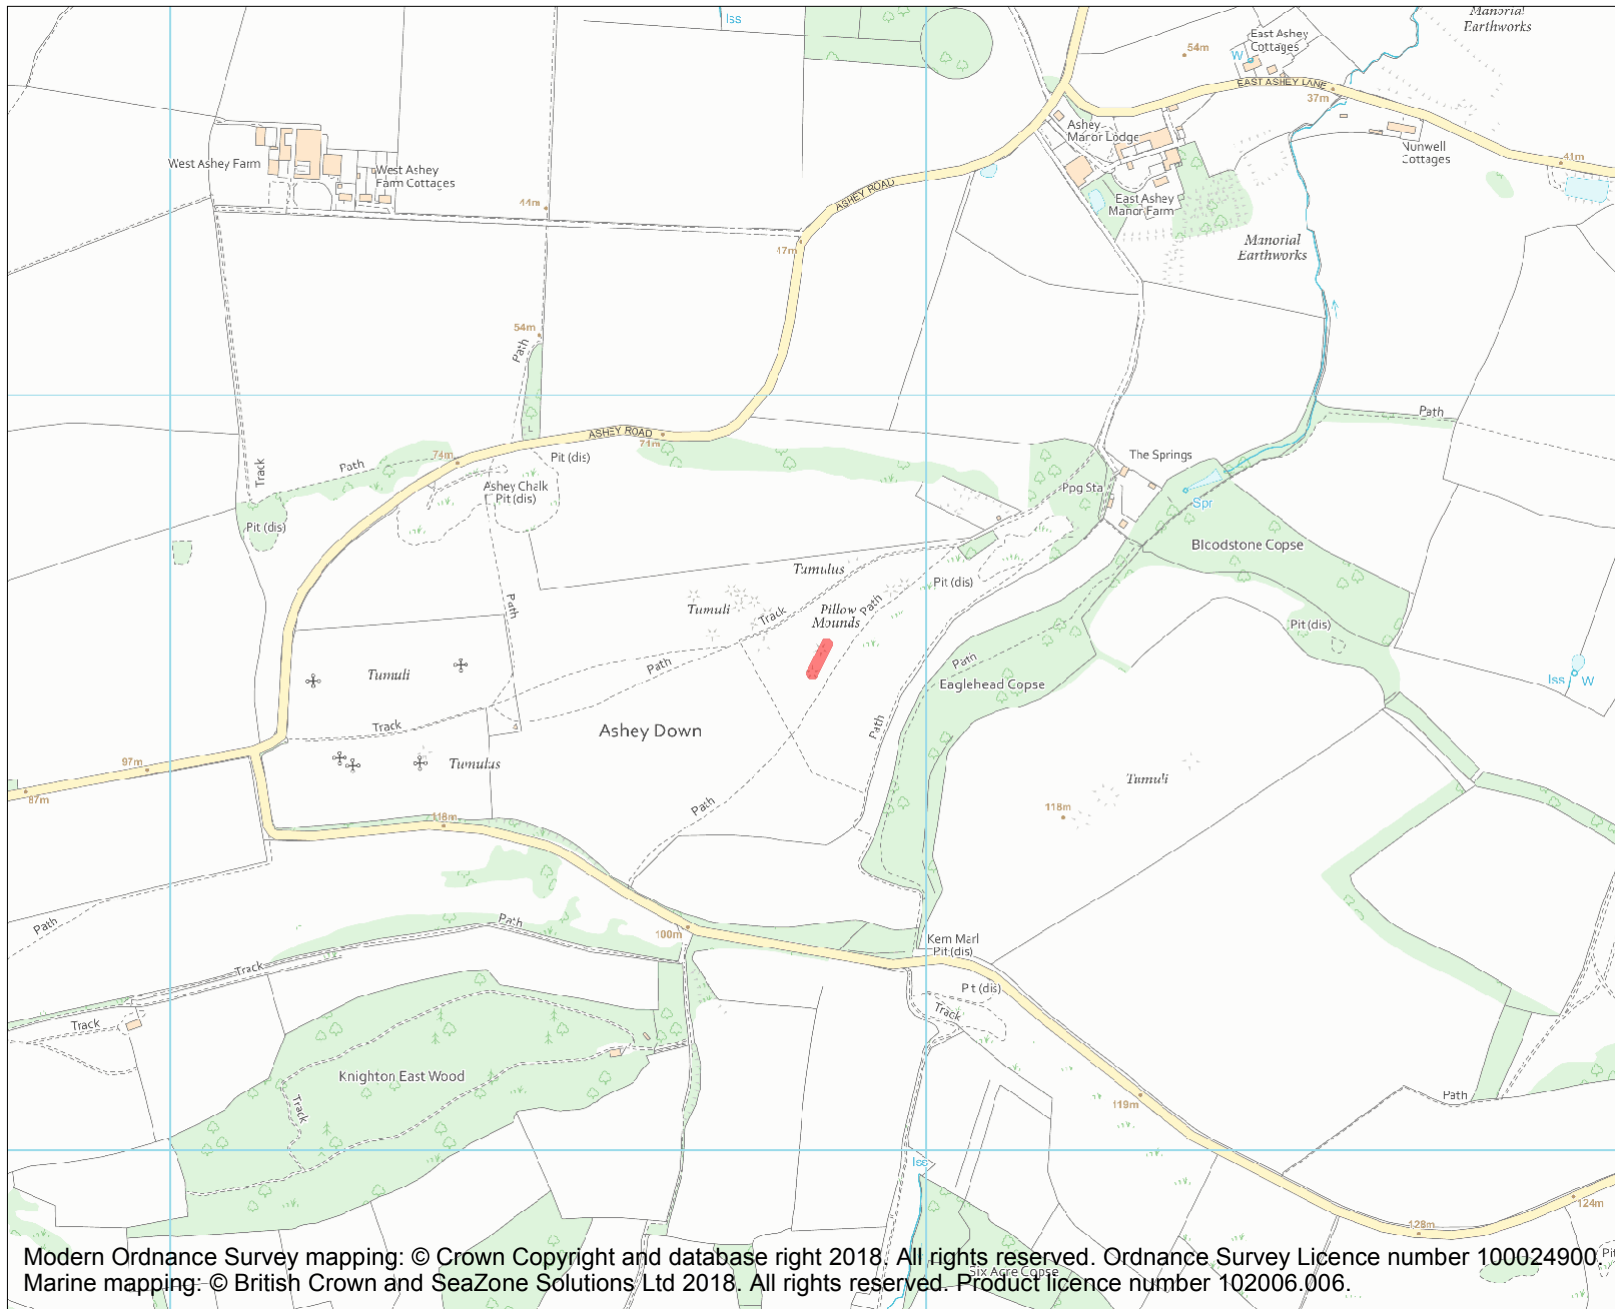 Iss
Manorial
Earthworks
East Ashey
Cottages
54m
W
EAST ASHEY LANE
37m
Ashey
Manor Lodge
Nunwell
Cottages
41m
West Ashey Farm
West Ashey
Farm Cottages
ASHEY ROAD
44m
East Ashey
Manor Farm
Manorial
Earthworks
47m
54m
Path
Path
ASHEY ROAD
71m
74m
Path
Track
Pit (dis)
The Springs
Ashey Chalk
Pit (dis)
Ppg Sta
Spr
Pit (dis)
Bloodstone Copse
Tumulus
Pit (dis)
Path
Tumuli
Track
Pillow
Mounds
Path
Pit (dis)
Path
Path
Tumuli
Eaglehead Copse
Iss
W
Track
Ashey Down
Path
97m
Tumulus
Tumuli
87m
Path
118m
118m
Path
Path
100m
Kem Marl
Pit (dis)
Track
Pit (dis)
Track
Track
Knighton East Wood
Track
119m
Path
Iss
124m
128m
Six Acre Copse
Pit
Modern Ordnance Survey mapping: © Crown Copyright and database right 2018. All rights reserved. Ordnance Survey Licence number 100024900.
Marine mapping: © British Crown and SeaZone Solutions Ltd 2018. All rights reserved. Product licence number 102006.006.